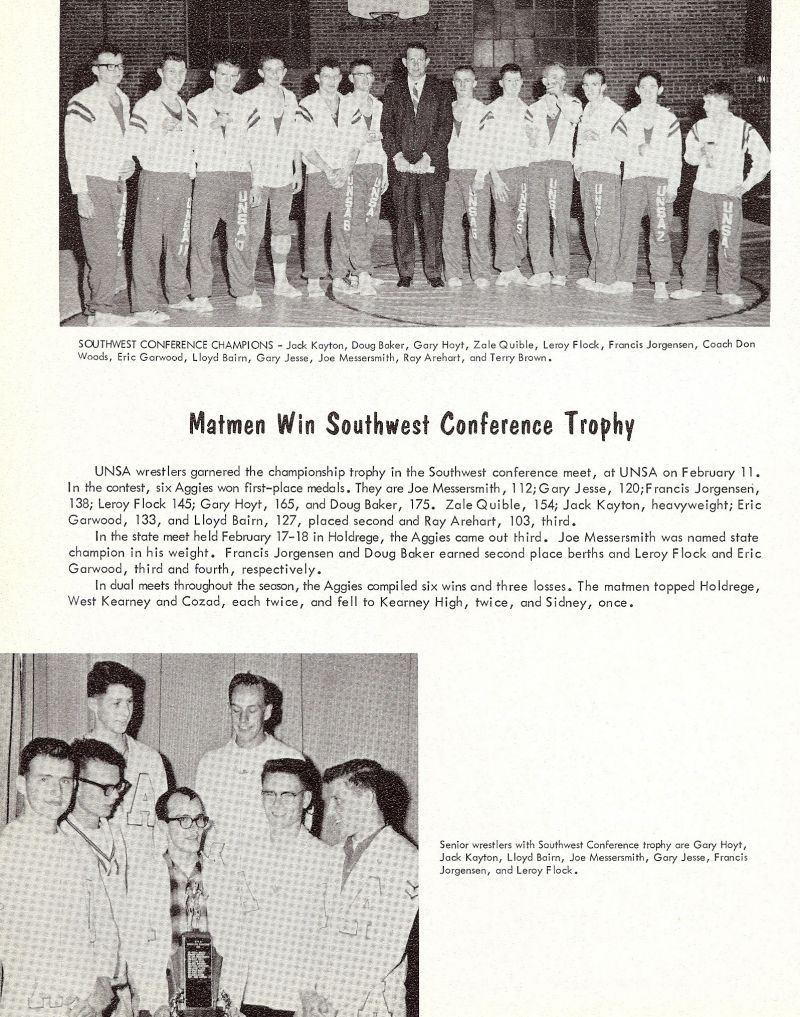 UNSA
UNSA
UNSA
UNSA B
UNSA
UNSA
UNSA
UNSAZ
UNSA
SOUTHWEST CONFERENCE CHAMPIONS - Jack Kayton, Doug Baker, Gary Hoyt, Zale Quible, Leroy Flock, Francis Jorgensen, Coach Don
Woods, Eric Garwood, Lloyd Bairn, Gary Jesse, Joe Messersmith, Ray Arehart, and Terry Brown.
Matmen Win Southwest Conference Trophy
UNSA wrestlers garnered the championship trophy in the Southwest conference meet, at UNSA on February 11.
In the contest, six Aggies won first-place medals. They are Joe Messersmith, 112; Gary Jesse, 120; Francis Jorgensen,
138; Leroy Flock 145; Gary Hoyt, 165, and Doug Baker, 175. Zale Quible, 154; Jack Kayton, heavyweight; Eric
Garwood, 133, and Lloyd Bairn, 127, placed second and Ray Arehart, 103, third.
In the state meet held February 17-18 in Holdrege, the Aggies came out third. Joe Messersmith was named state
champion in his weight. Francis Jorgensen and Doug Baker earned second place berths and Leroy Flock and Eric
Garwood, third and fourth, respectively.
In dual meets throughout the season, the Aggies compiled six wins and three losses. The matmen topped Holdrege,
West Kearney and Cozad, each twice, and fell to Kearney High, twice, and Sidney, once.
A
Senior wrestlers with Southwest Conference trophy are Gary Hoyt,
Jack Kayton, Lloyd Bairn, Joe Messersmith, Gary Jesse, Francis
Jorgensen, and Leroy Flock.